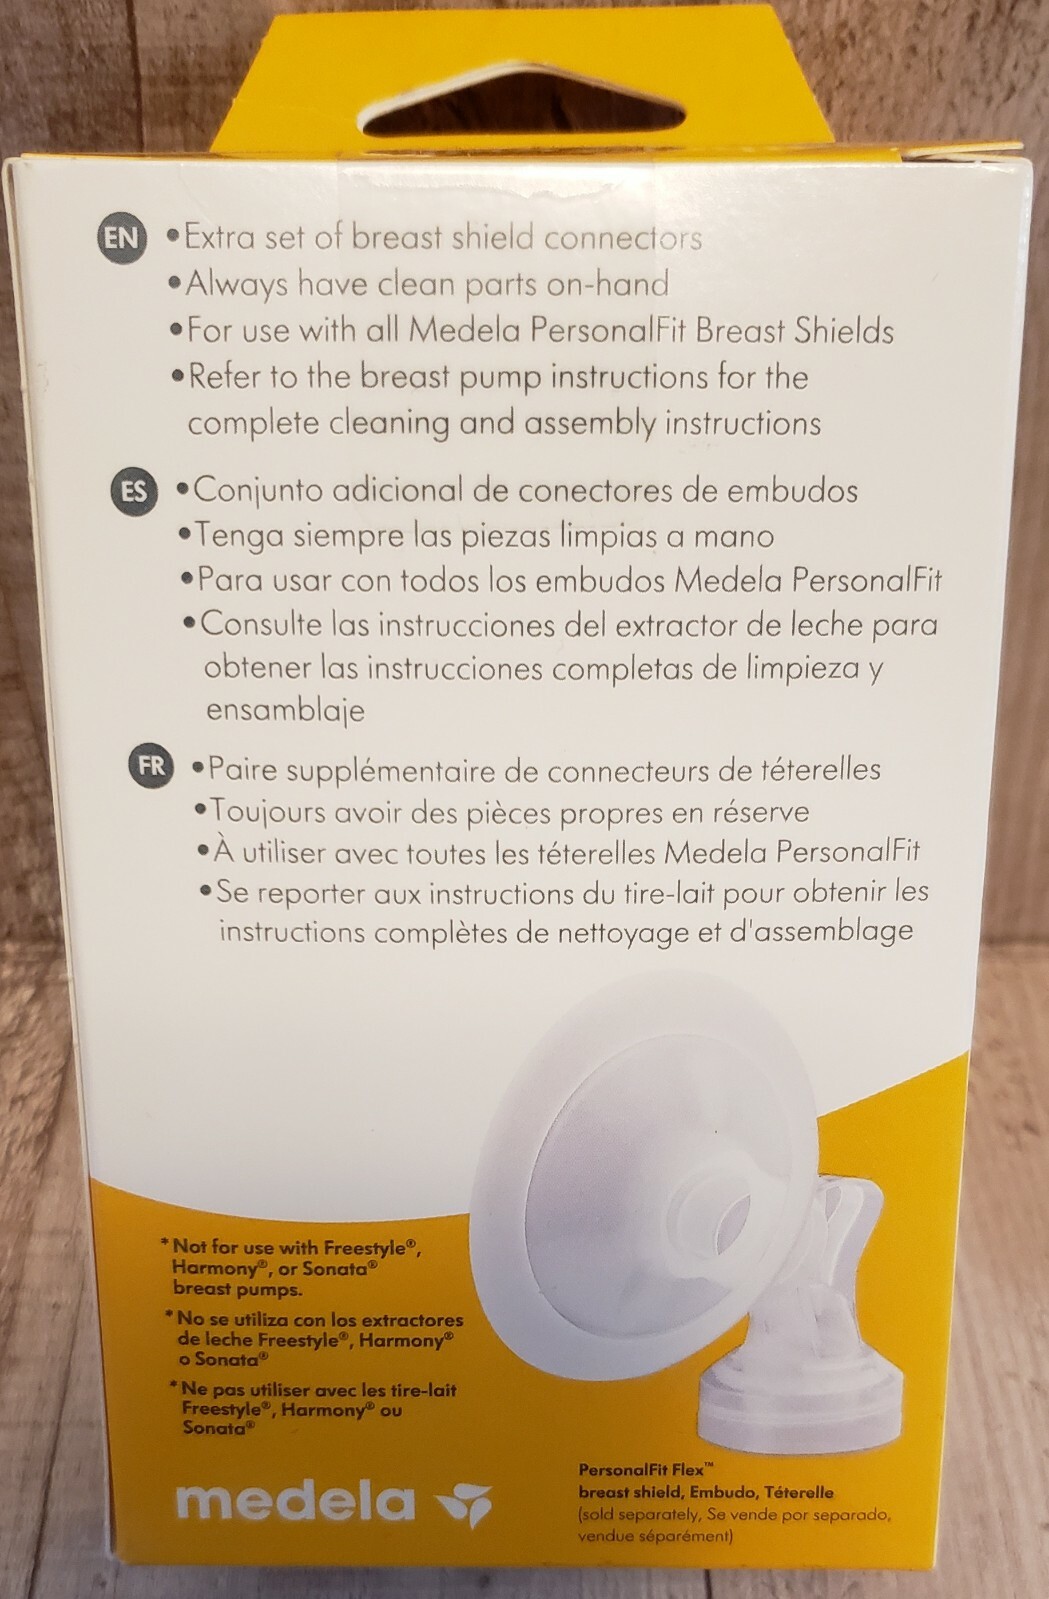 EN
•Extra set of breast shield connectors
•Always have clean parts on-hand
•For use with all Medela PersonalFit Breast Shields
•Refer to the breast pump instructions for the
complete cleaning and assembly instructions
ES
•Conjunto adicional de conectores de embudos
•Tenga siempre las piezas limpias a mano
•Para usar con todos los embudos Medela PersonalFit
•Consulte las instrucciones del extractor de leche para
obtener las instrucciones completas de limpieza y
ensamblaje
FR
•Paire supplémentaire de connecteurs de téterelles
•Toujours avoir des pièces propres en réserve
•À utiliser avec toutes les téterelles Medela PersonalFit
•Se reporter aux instructions du tire-lait pour obtenir les
instructions complètes de nettoyage et d'assemblage
*Not for use with Freestyle®,
Harmony®, or Sonata®
breast pumps.
*No se utiliza con los extractores
de leche Freestyle®, Harmony®
o Sonata®
*Ne pas utiliser avec les tire-lait
Freestyle®, Harmony® ou
Sonata®
medela
PersonalFit Flex™
breast shield, Embudo, Téterelle
(sold separately, Se vende por separado,
vendue séparément)